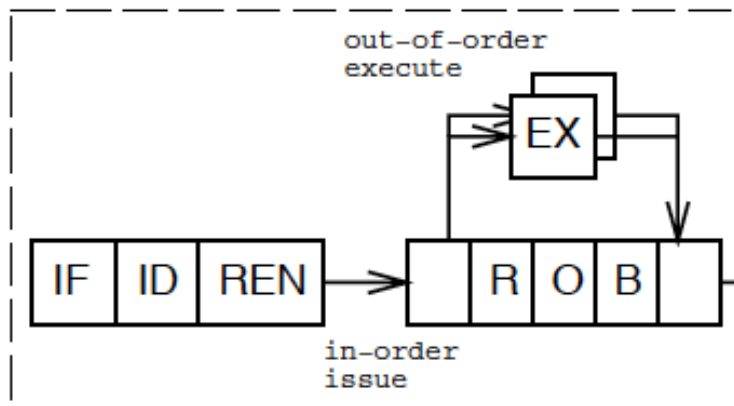 out-of-order
execute
EX
IF ID REN R O B
in-order
issue